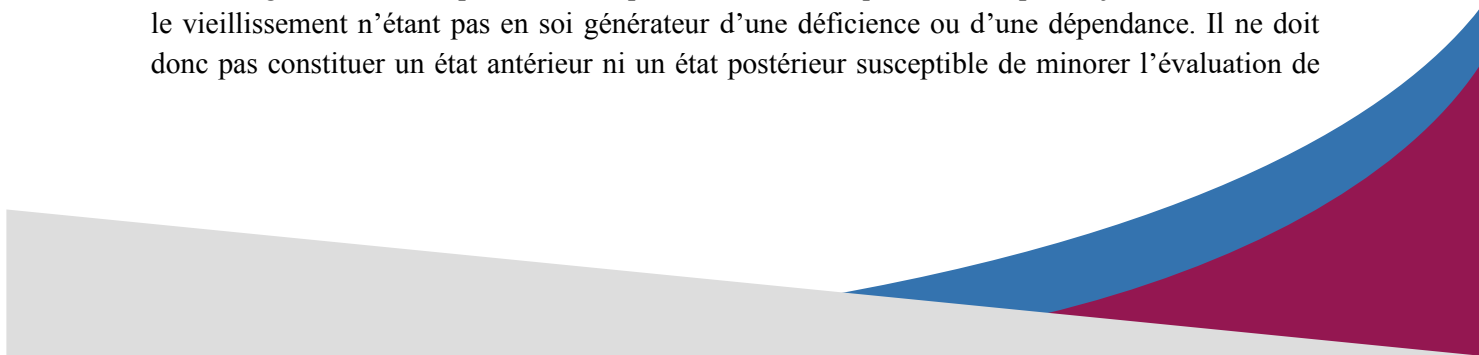 le vieillissement n’étant pas en soi générateur d’une déficience ou d’une dépendance. Il ne doit
donc pas constituer un état antérieur ni un état postérieur susceptible de minorer l’évaluation de